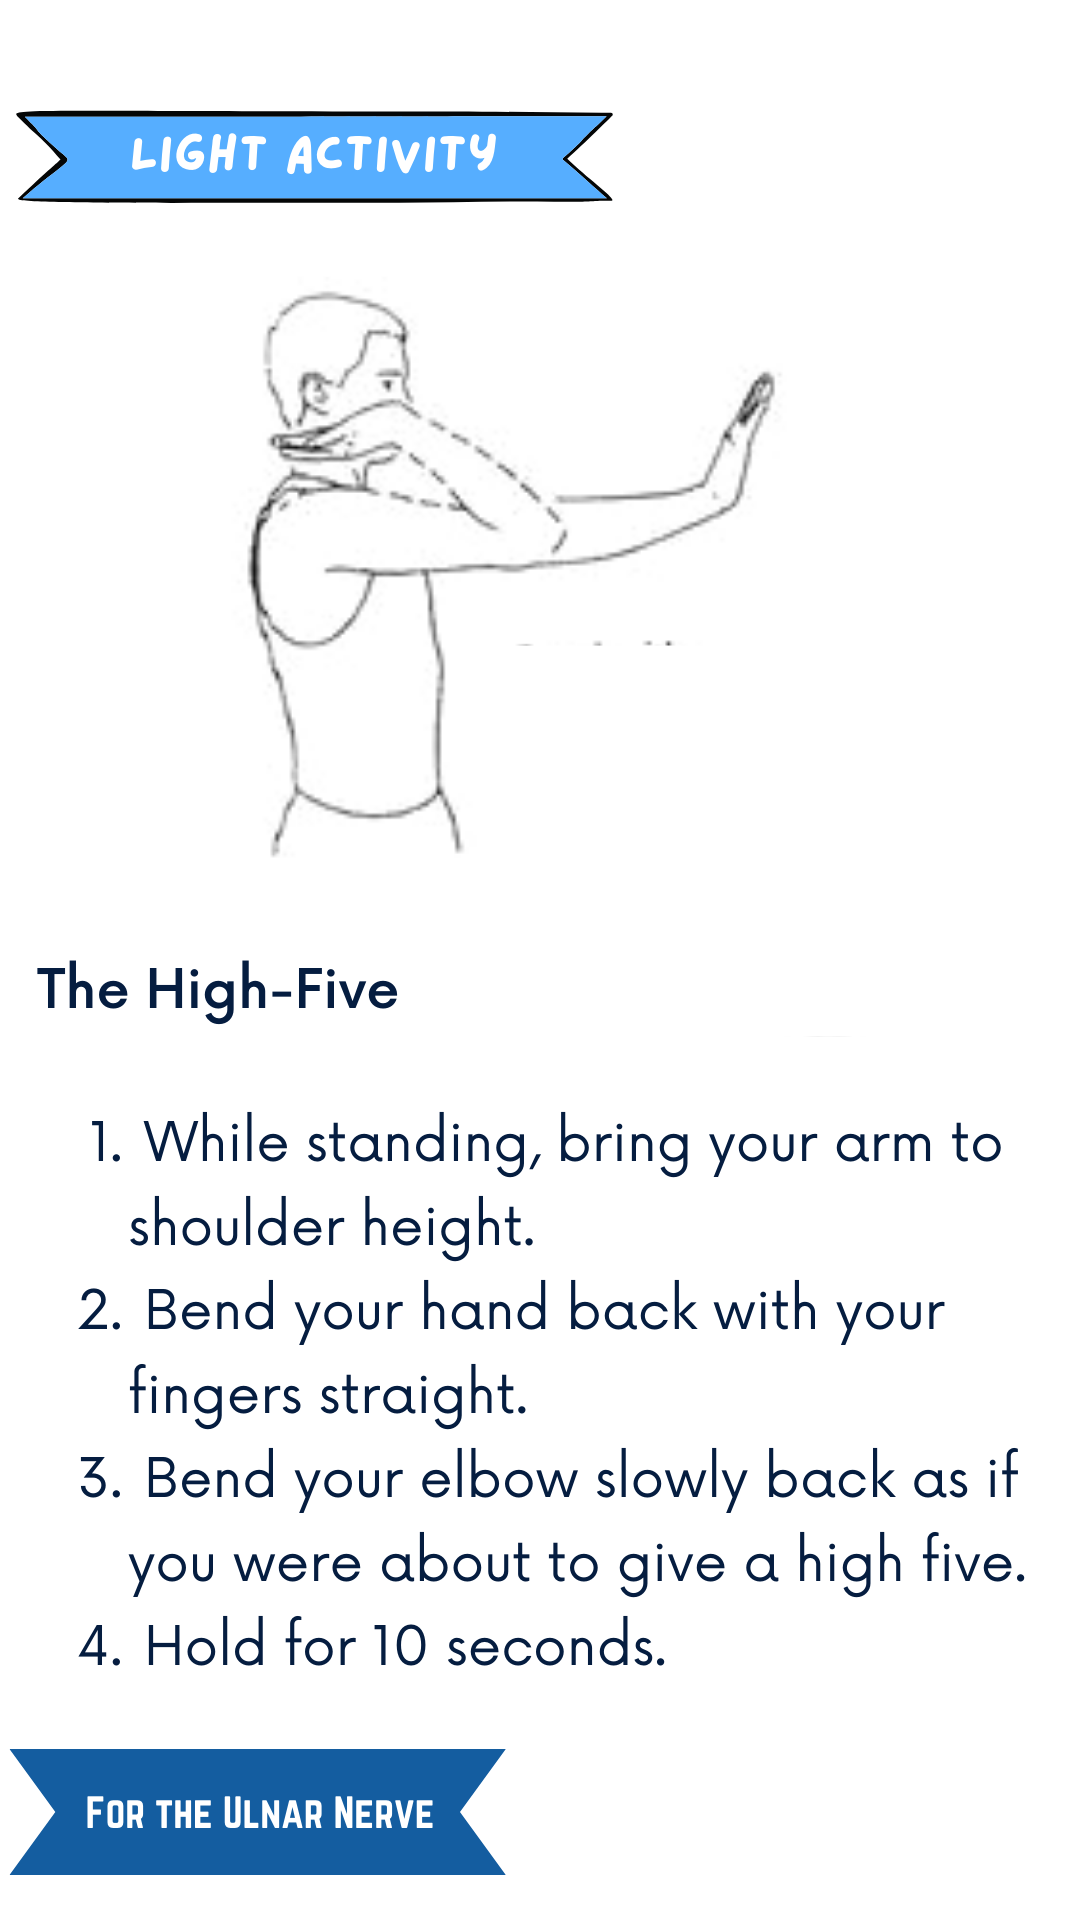 LIGHT ACTIVITY
The High-Five
1. While standing, bring your arm to
shoulder height.
2. Bend your hand back with your
fingers straight.
3. Bend your elbow slowly back as if
you were about to give a high five.
4. Hold for 10 seconds.
For the Ulnar Nerve